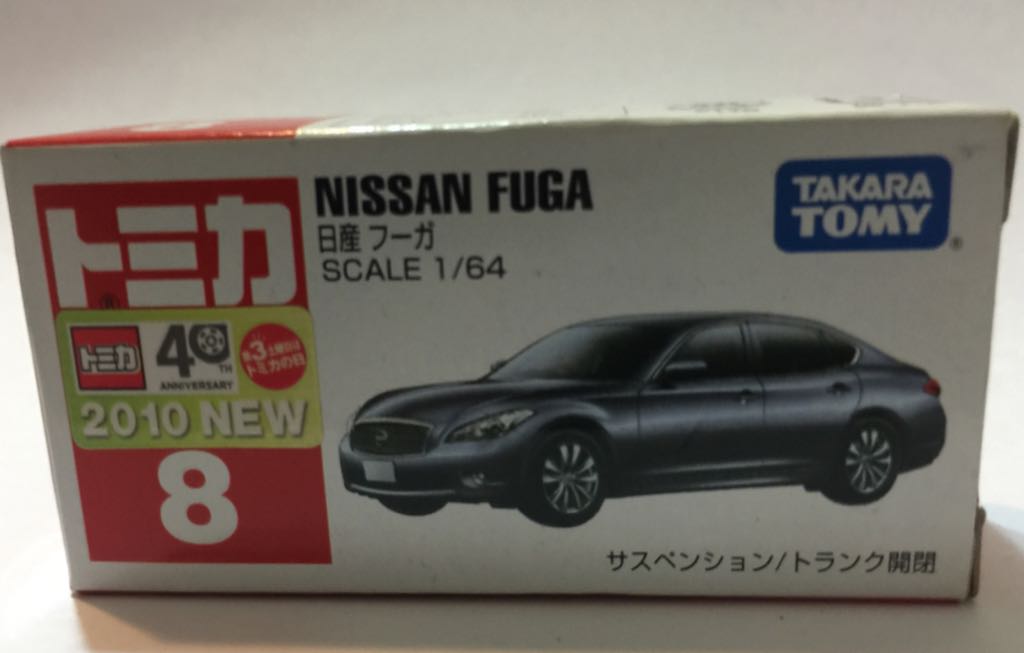 トミカ®
NISSAN FUGA
日産 フーガ
SCALE 1/64
TAKARA
TOMY®
トミカ
40TH
ANNIVERSARY
第3土曜日は
トミカの日
2010 NEW
8
サスペンション/トランク開閉